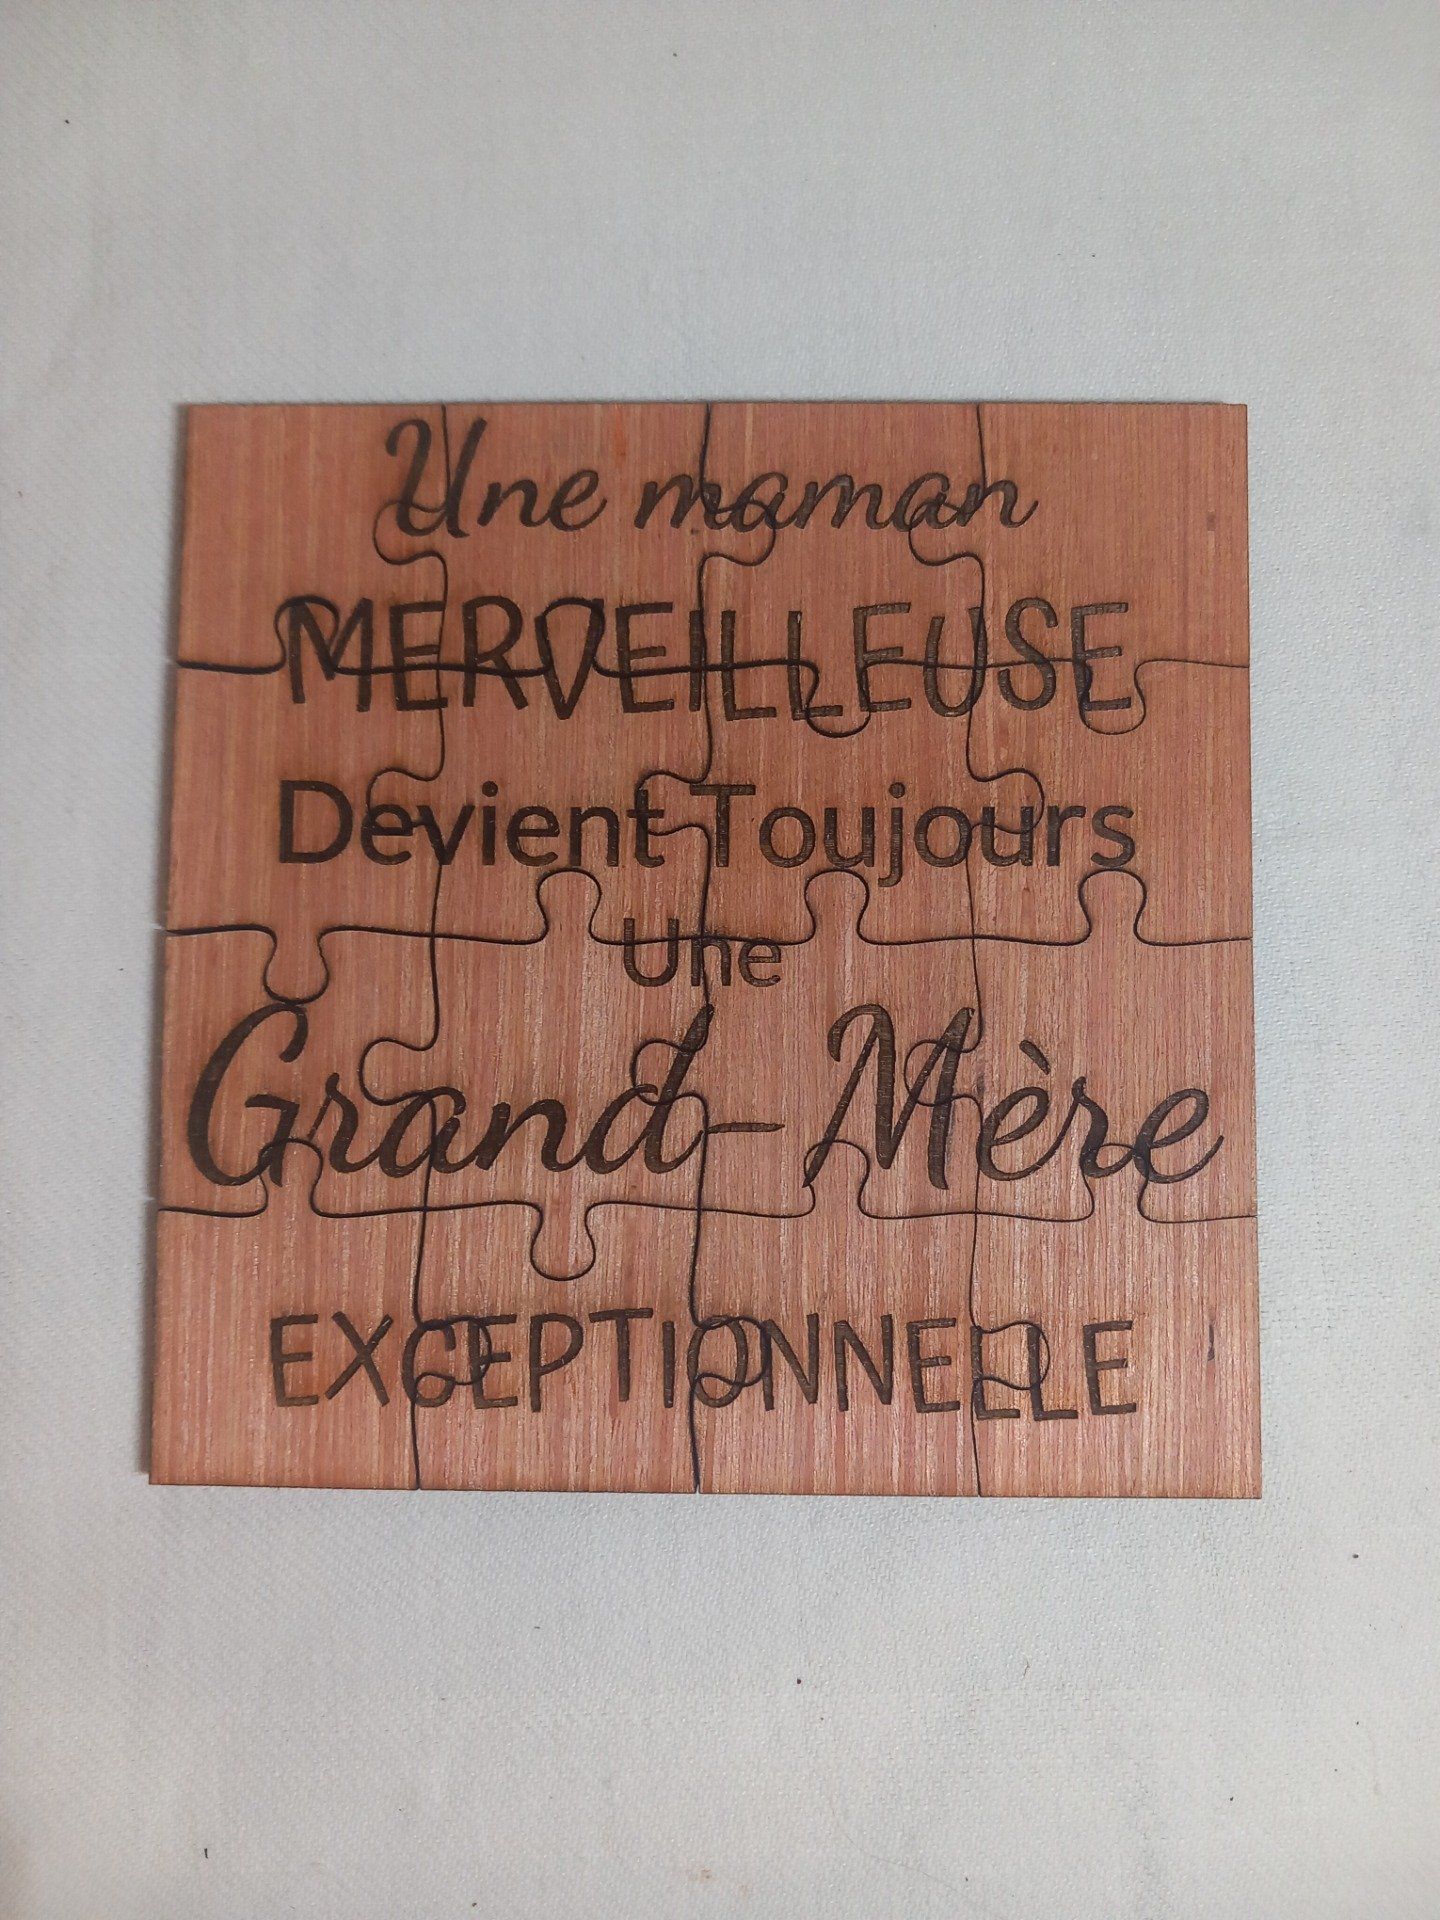 Une maman
MERVEILLEUSE
Devient Toujours
Une
Grand-Mère
EXCEPTIONNELLE